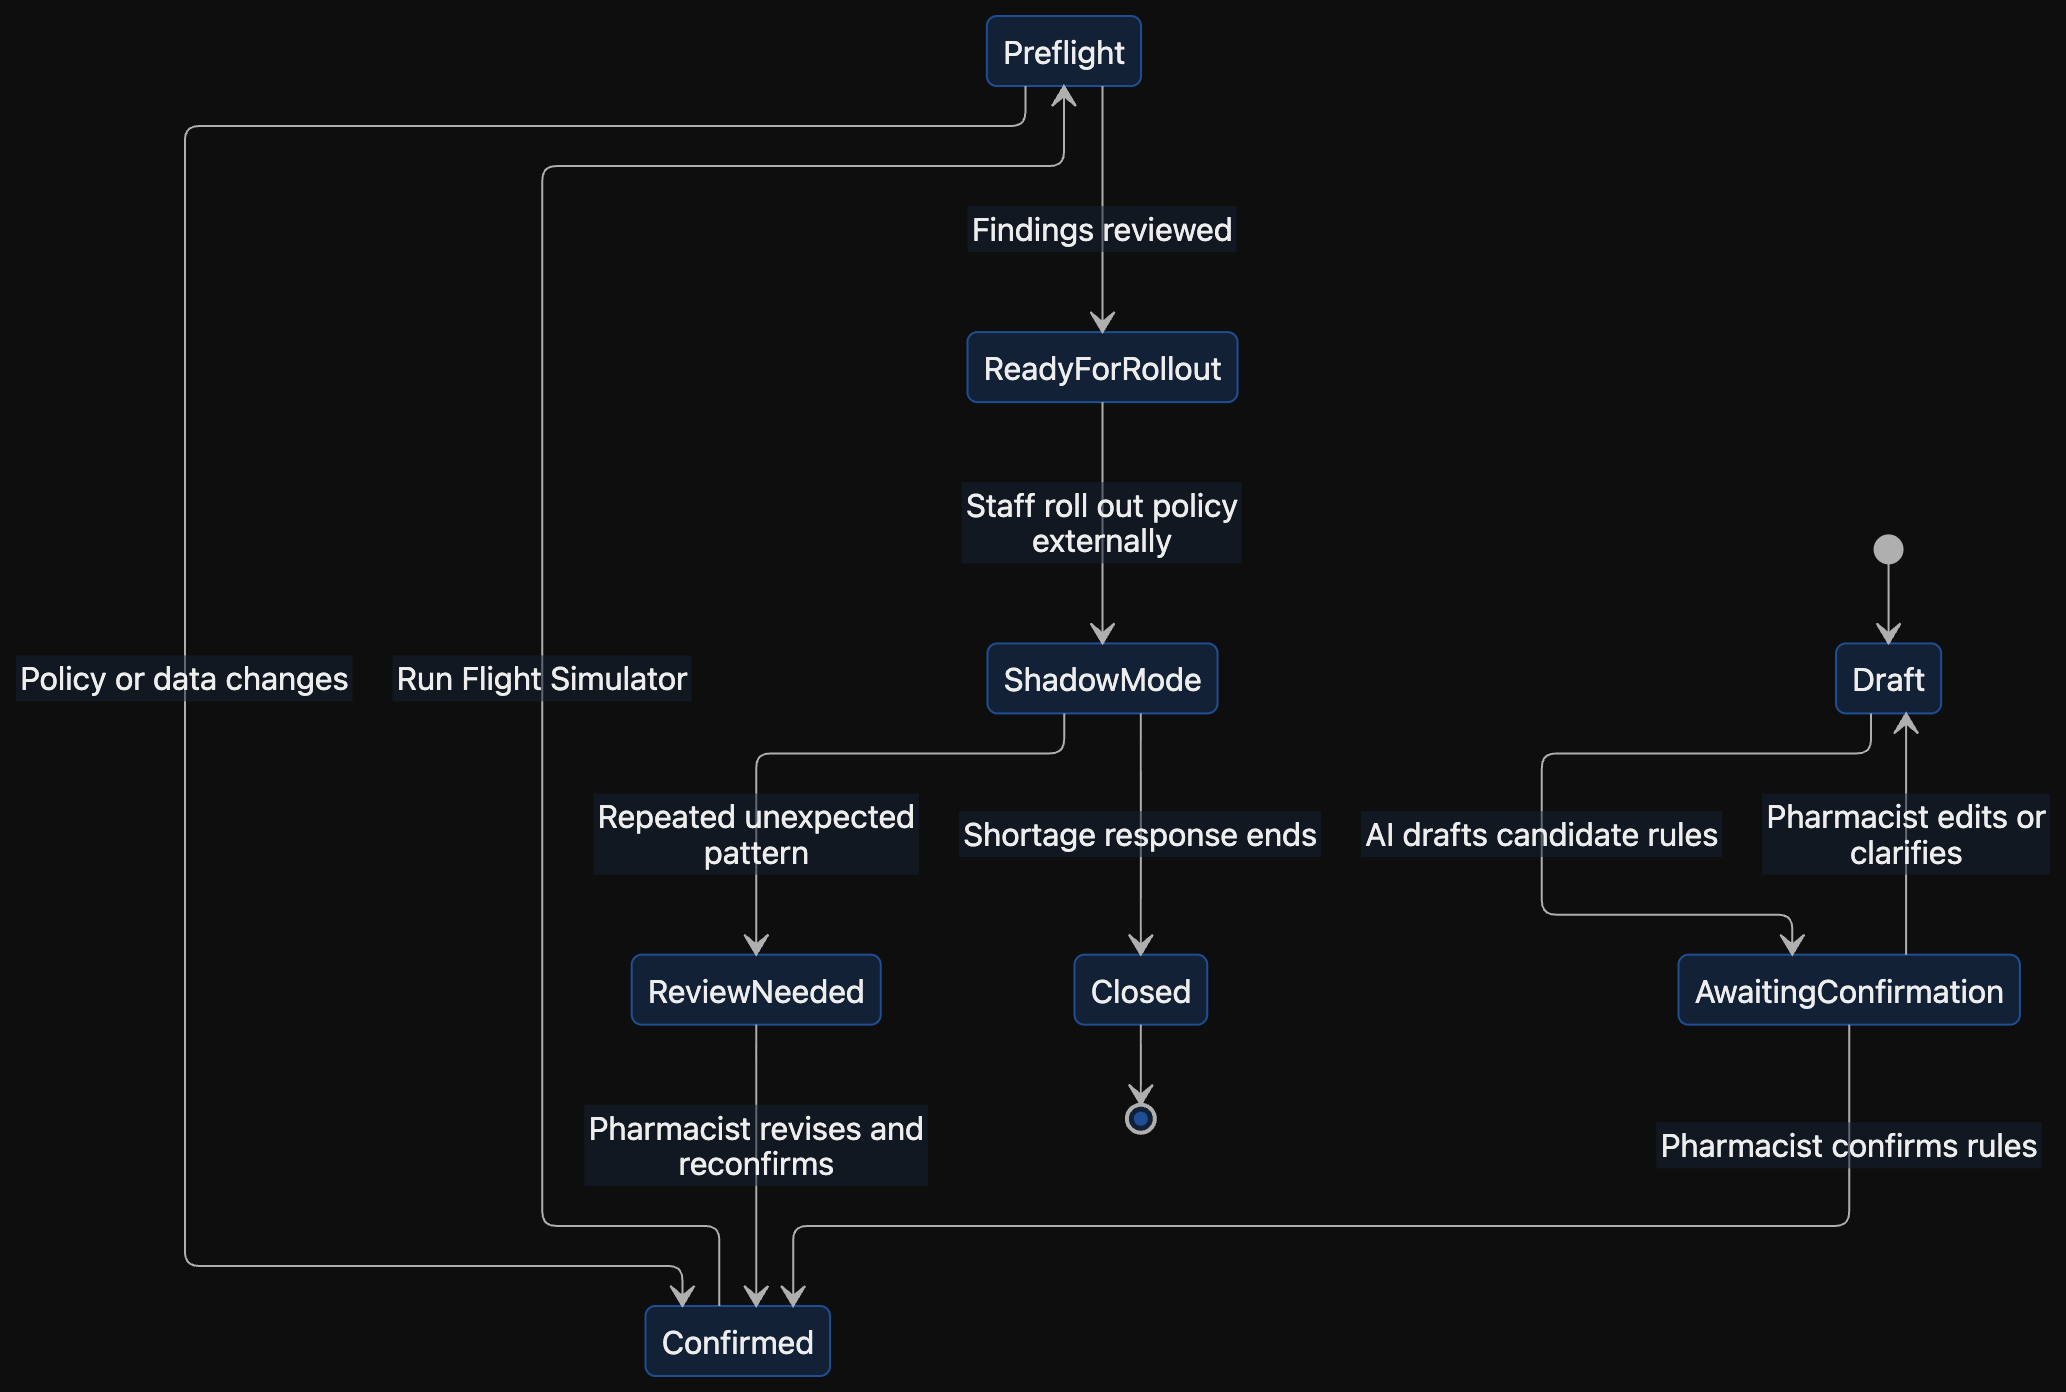 Preflight
Findings reviewed
ReadyForRollout
Staff roll out policy
externally
Policy or data changes
Run Flight Simulator
ShadowMode
Draft
Repeated unexpected
pattern
Shortage response ends
AI drafts candidate rules
Pharmacist edits or
clarifies
ReviewNeeded
Closed
AwaitingConfirmation
Pharmacist revises and
reconfirms
Pharmacist confirms rules
Confirmed